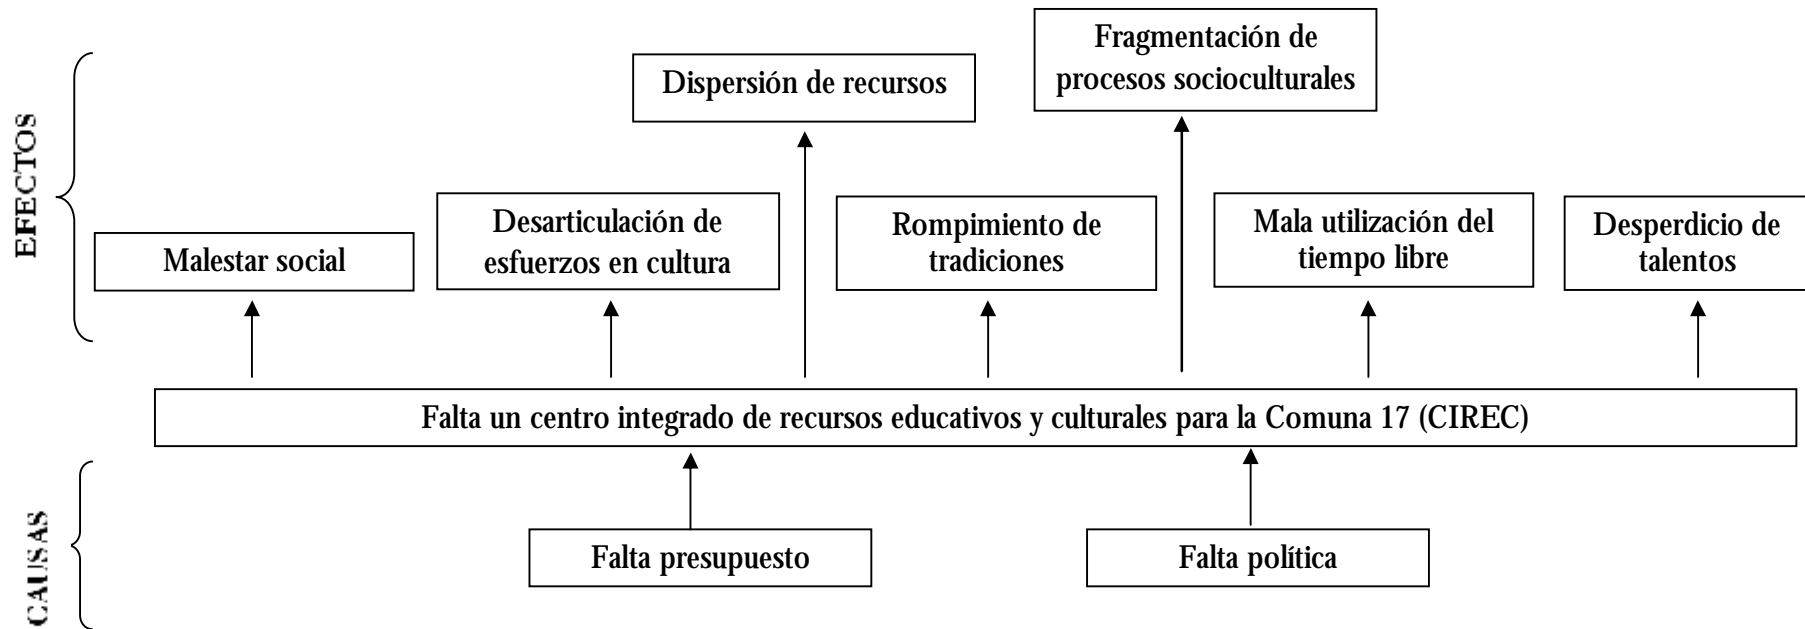 EFECTOS
Fragmentación de
procesos socioculturales
Dispersión de recursos
Malestar social
Desarticulación de
esfuerzos en cultura
Rompimiento de
tradiciones
Mala utilización del
tiempo libre
Desperdicio de
talentos
Falta un centro integrado de recursos educativos y culturales para la Comuna 17 (CIREC)
CAUSAS
Falta presupuesto
Falta política